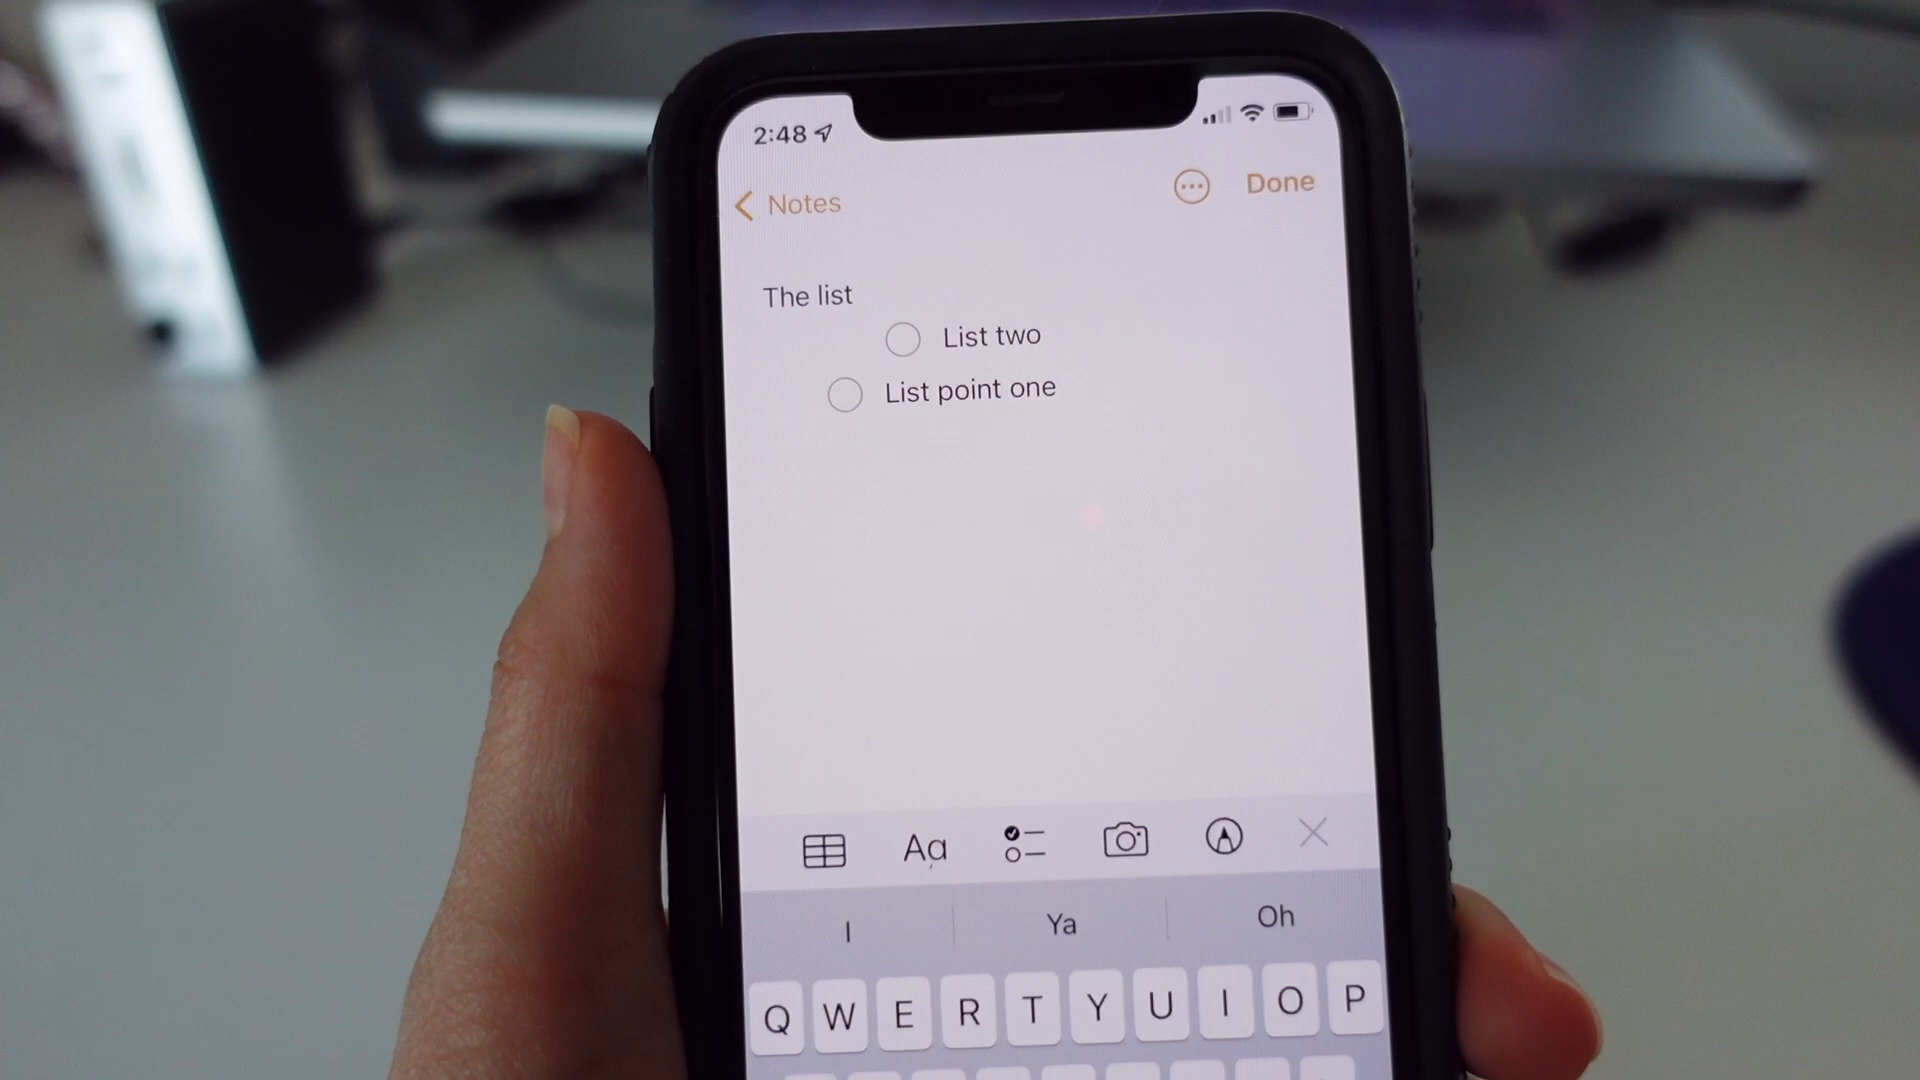 2:48
Notes
Done
The list
List two
List point one
Aa
I
Ya
Oh
Q W E R T Y U I O P